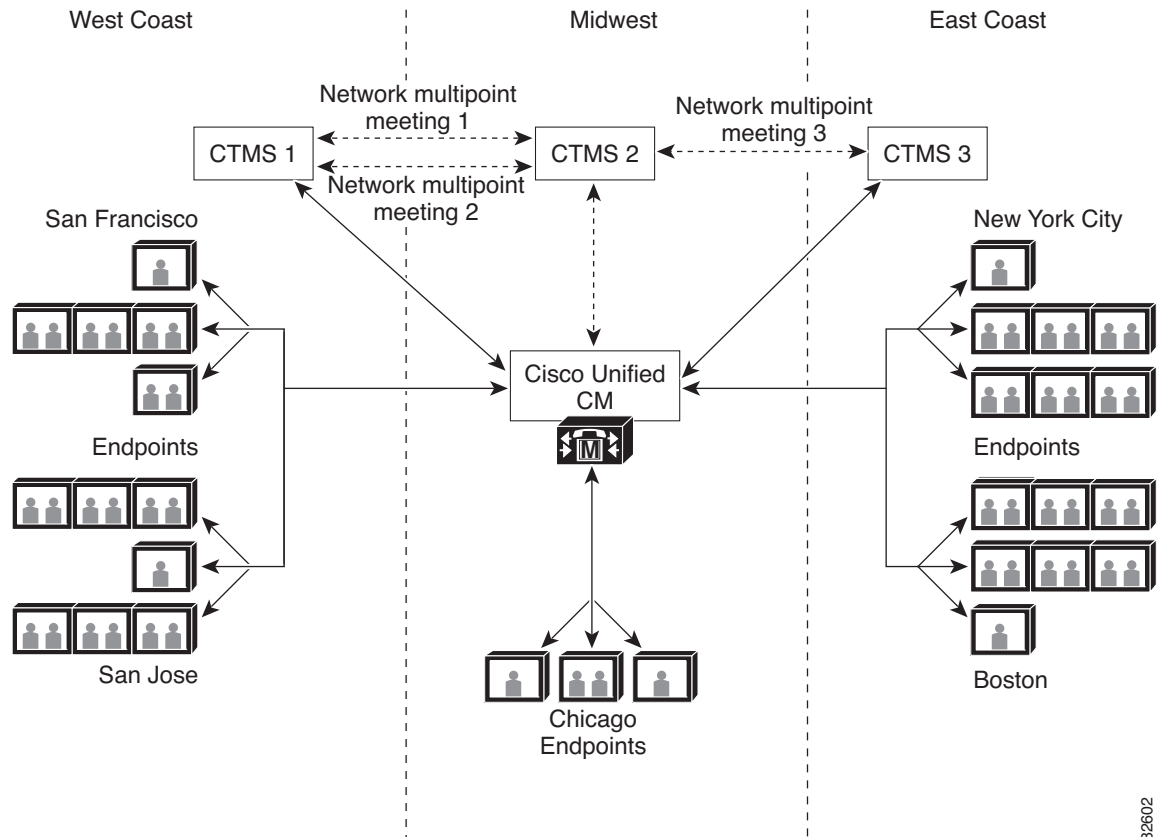 West Coast
Midwest
East Coast
Network multipoint
meeting 1
Network multipoint
meeting 3
CTMS 1
CTMS 2
CTMS 3
Network multipoint
meeting 2
San Francisco
New York City
Cisco Unified
CM
M
Endpoints
Endpoints
San Jose
Boston
Chicago
Endpoints